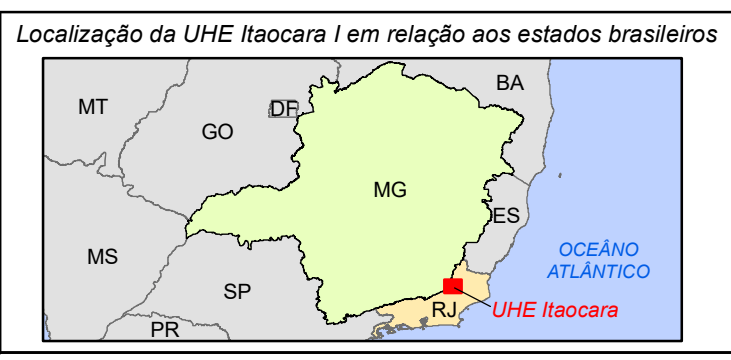 Localização da UHE Itaocara I em relação aos estados brasileiros
BA
MT
DF
GO
MG
ES
MS
OCEÂNO
ATLÂNTICO
SP
RJ
UHE Itaocara
PR